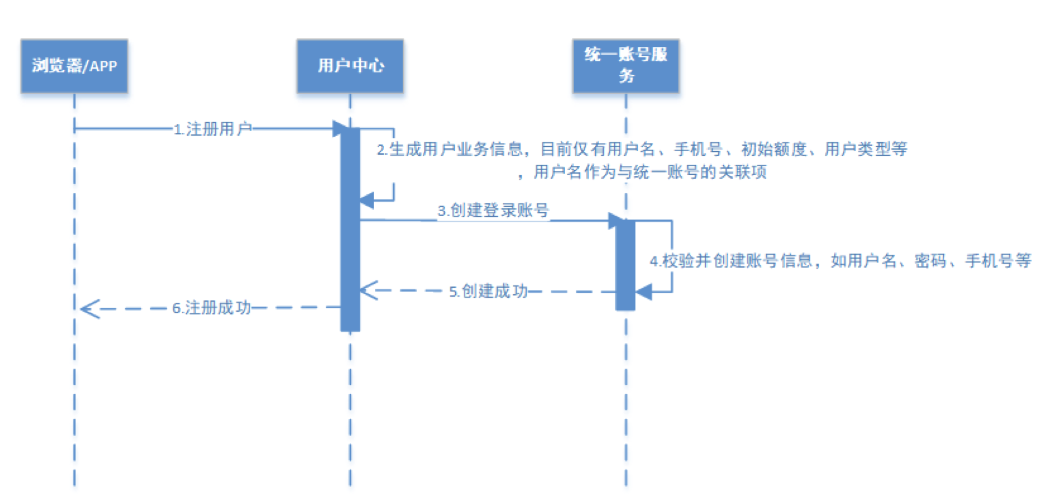 浏览器/APP
用户中心
统一账号服
务
1.注册用户
2.生成用户业务信息，目前仅有用户名、手机号、初始额度、用户类型等
，用户名作为与统一账号的关联项
3.创建登录账号
4.校验并创建账号信息，如用户名、密码、手机号等
5.创建成功
6.注册成功